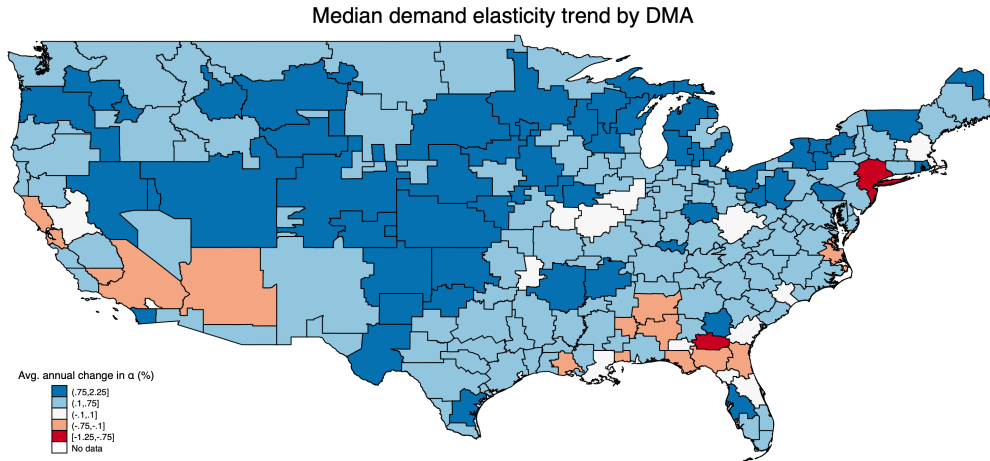 Median demand elasticity trend by DMA
Avg. annual change in α (%)
(.75,2.25]
(.1,.75]
(-.1,.1]
(-.75,-.1]
[-1.25,-.75]
No data